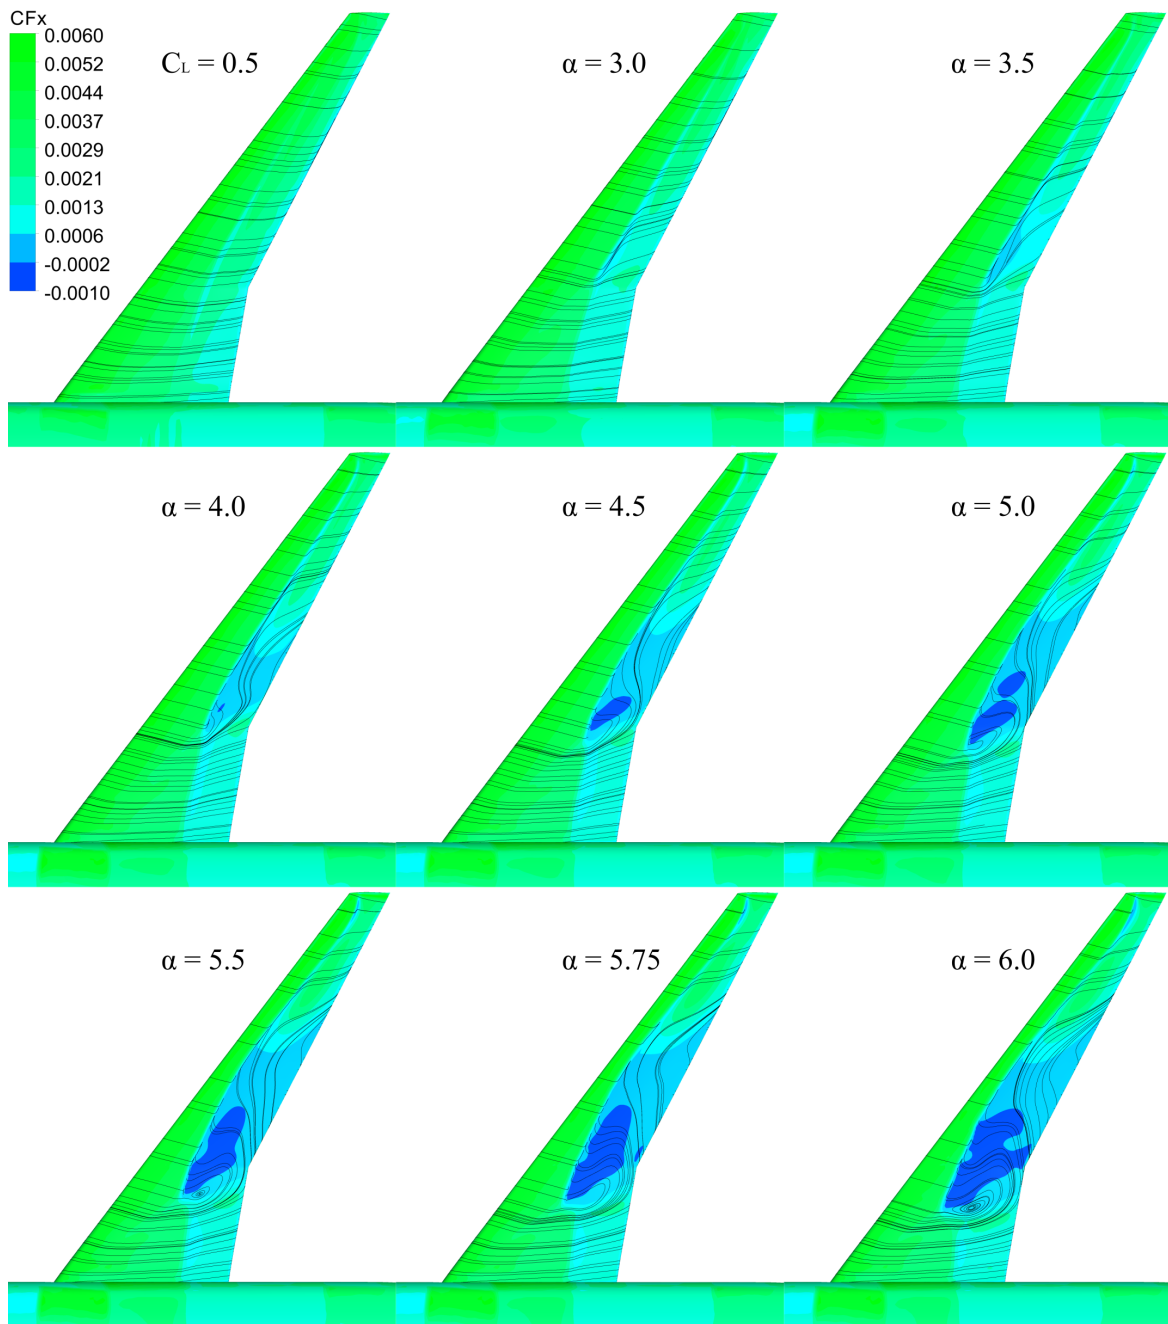 CFx
0.0060
0.0052
0.0044
0.0037
0.0029
0.0021
0.0013
0.0006
-0.0002
-0.0010
C_L = 0.5
α = 3.0
α = 3.5
α = 4.0
α = 4.5
α = 5.0
α = 5.5
α = 5.75
α = 6.0